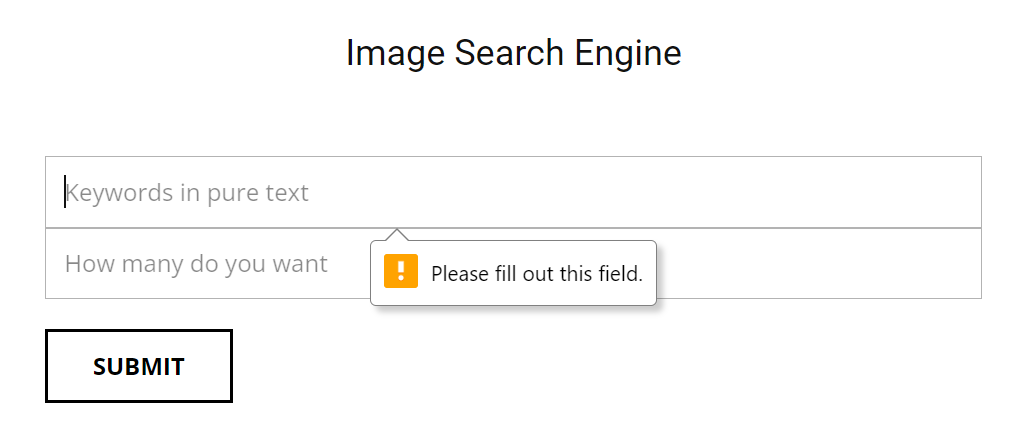 Image Search Engine
Keywords in pure text
How many do you want
Please fill out this field.
SUBMIT